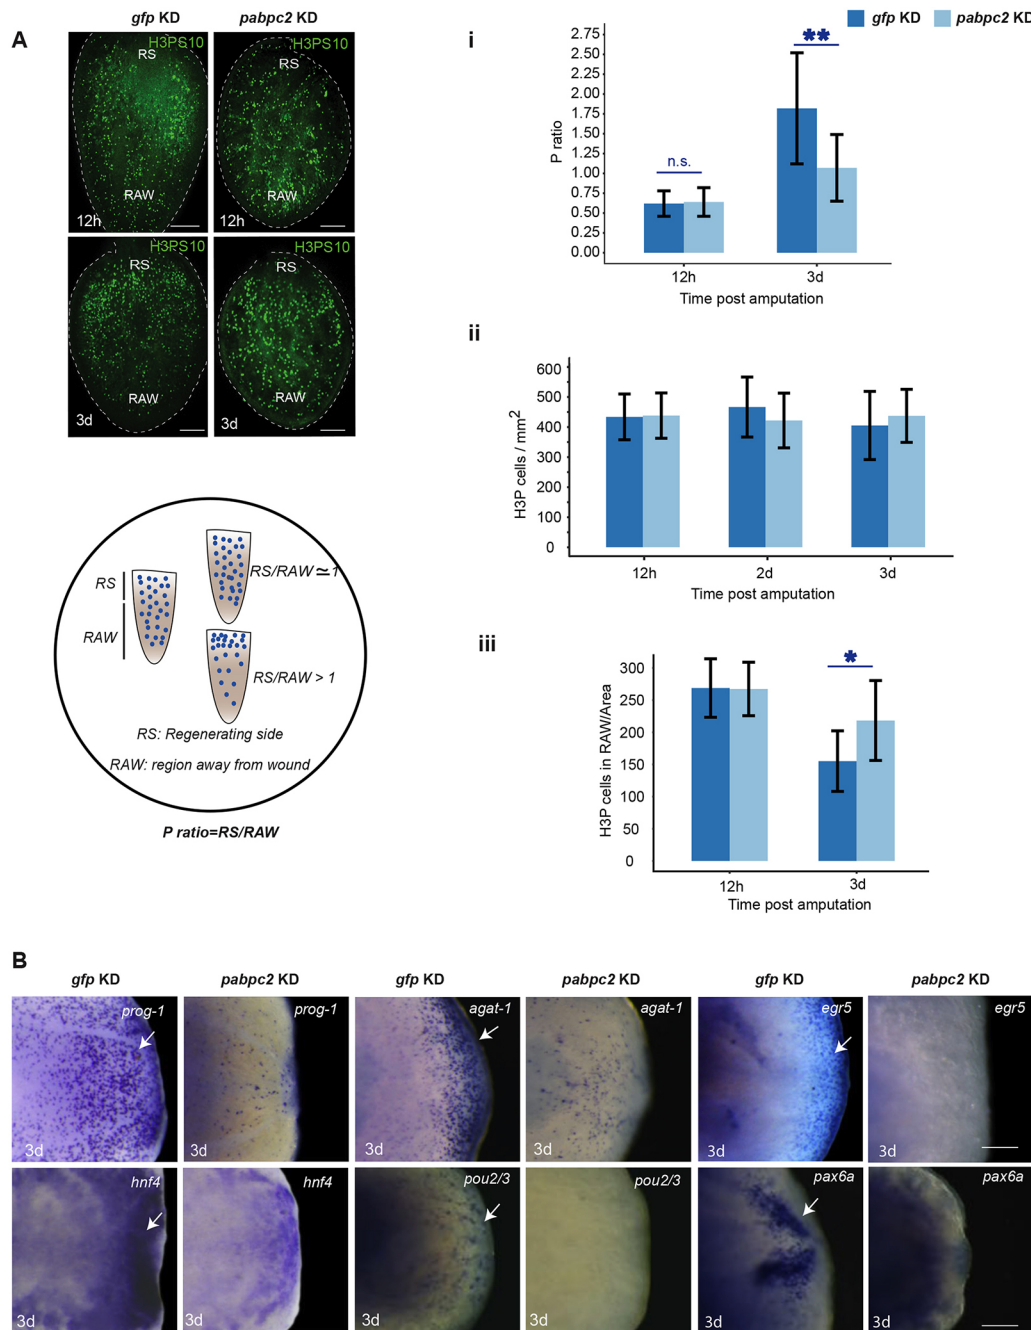 A
gfp KD
pabpc2 KD
H3PS10
RS
RAW
12h
H3PS10
RS
RAW
12h
H3PS10
RS
RAW
3d
H3PS10
RS
RAW
3d
RS
RAW
RS/RAW ≃ 1
RS/RAW > 1
RS: Regenerating side
RAW: region away from wound
P ratio=RS/RAW
gfp KD
pabpc2 KD
i
2.75
2.50
2.25
2.00
1.75
1.50
1.25
1.00
0.75
0.50
0.25
0.00
P ratio
n.s.
**
12h
3d
Time post amputation
ii
600
500
400
300
400
300
200
100
0
H3P cells / mm²
12h
2d
3d
Time post amputation
iii
300
250
200
150
100
50
0
H3P cells in RAW/Area
*
12h
3d
Time post amputation
B
gfp KD
pabpc2 KD
gfp KD
pabpc2 KD
gfp KD
pabpc2 KD
prog-1
3d
prog-1
3d
agat-1
3d
agat-1
3d
egr5
3d
egr5
3d
hnf4
3d
hnf4
3d
pou2/3
3d
pou2/3
3d
pax6a
3d
pax6a
3d